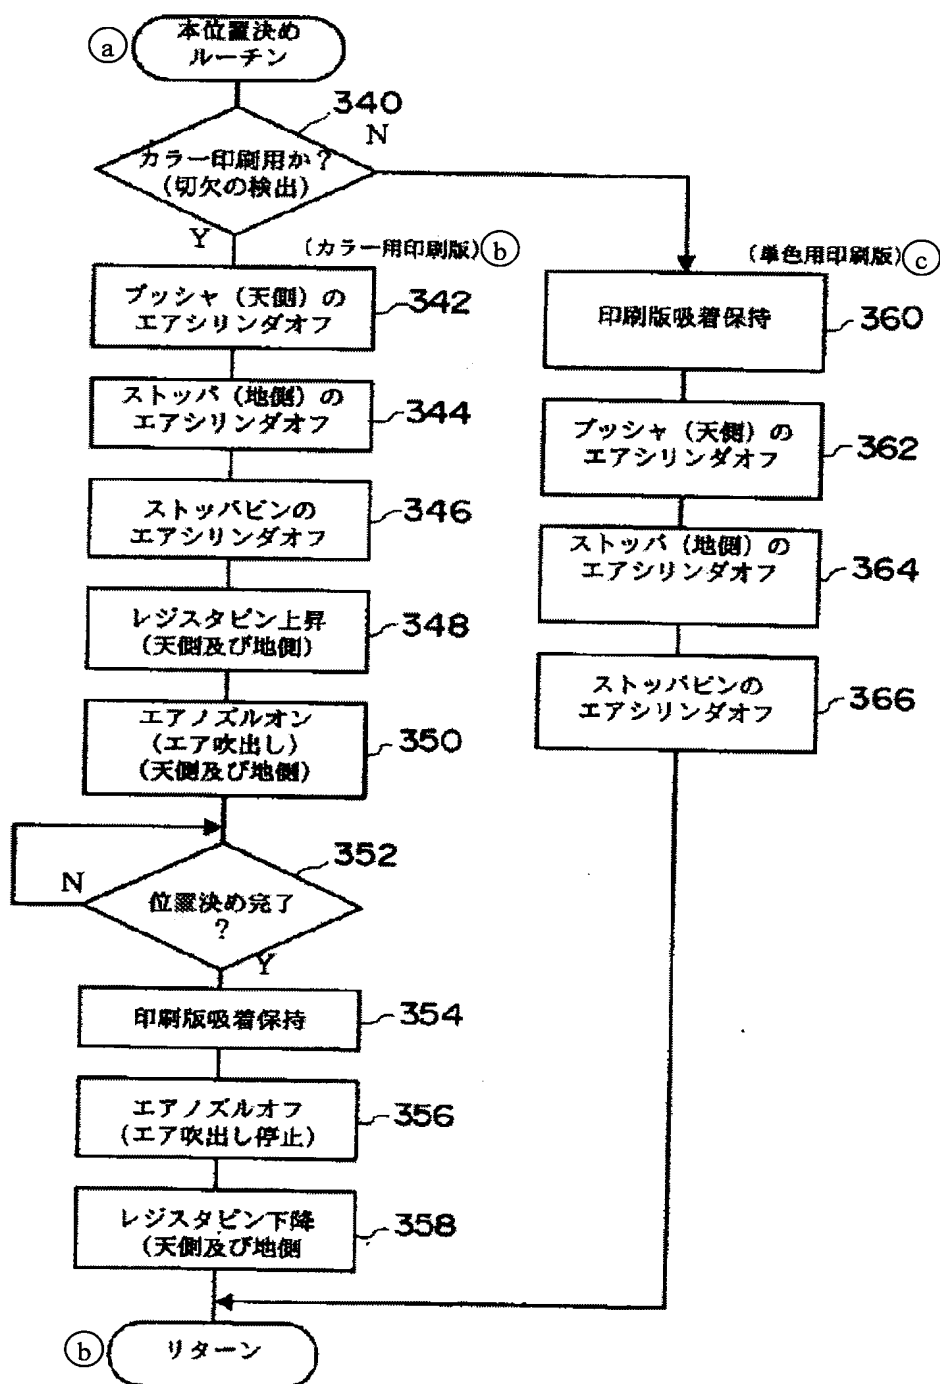 ⓐ
本位置決め
ルーチン
340
N
カラー印刷用か?
(切欠の検出)
Y
(カラー用印刷版)ⓑ
プッシャ(天側)の
エアシリンダオフ
342
ストッパ(地側)の
エアシリンダオフ
344
ストッパピンの
エアシリンダオフ
346
レジスタピン上昇
(天側及び地側)
348
エアノズルオン
(エア吹出し)
(天側及び地側)
350
352
N
位置決め完了
?
Y
印刷版吸着保持
354
エアノズルオフ
(エア吹出し停止)
356
レジスタピン下降
(天側及び地側
358
(単色用印刷版)ⓒ
印刷版吸着保持
360
プッシャ(天側)の
エアシリンダオフ
362
ストッパ(地側)の
エアシリンダオフ
364
ストッパピンの
エアシリンダオフ
366
ⓑ
リターン